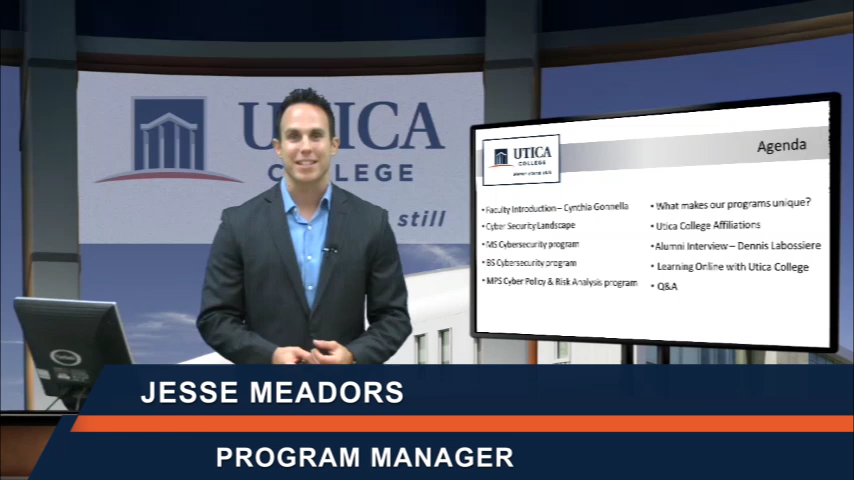 UTICA
COLLEGE
still
UTICA
COLLEGE
Agenda
• Faculty Introduction – Cynthia Gonnella
• Cyber Security Landscape
• MS Cybersecurity program
• BS Cybersecurity program
• MPS Cyber Policy & Risk Analysis program
• What makes our programs unique?
• Utica College Affiliations
• Alumni Interview – Dennis Labossiere
• Learning Online with Utica College
• Q&A
JESSE MEADORS
PROGRAM MANAGER